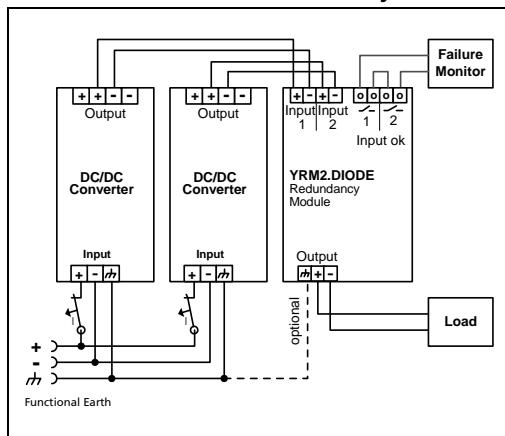 Failure
Monitor
+ + - -
Output
+ + - -
Output
+ - + -
Input 1
Input 2
1 2
Input ok
DC/DC
Converter
DC/DC
Converter
YRM2.DIODE
Redundancy
Module
Input
+ -
Input
+ -
Output
+ -
I
I
optional
Load
+
-
Functional Earth